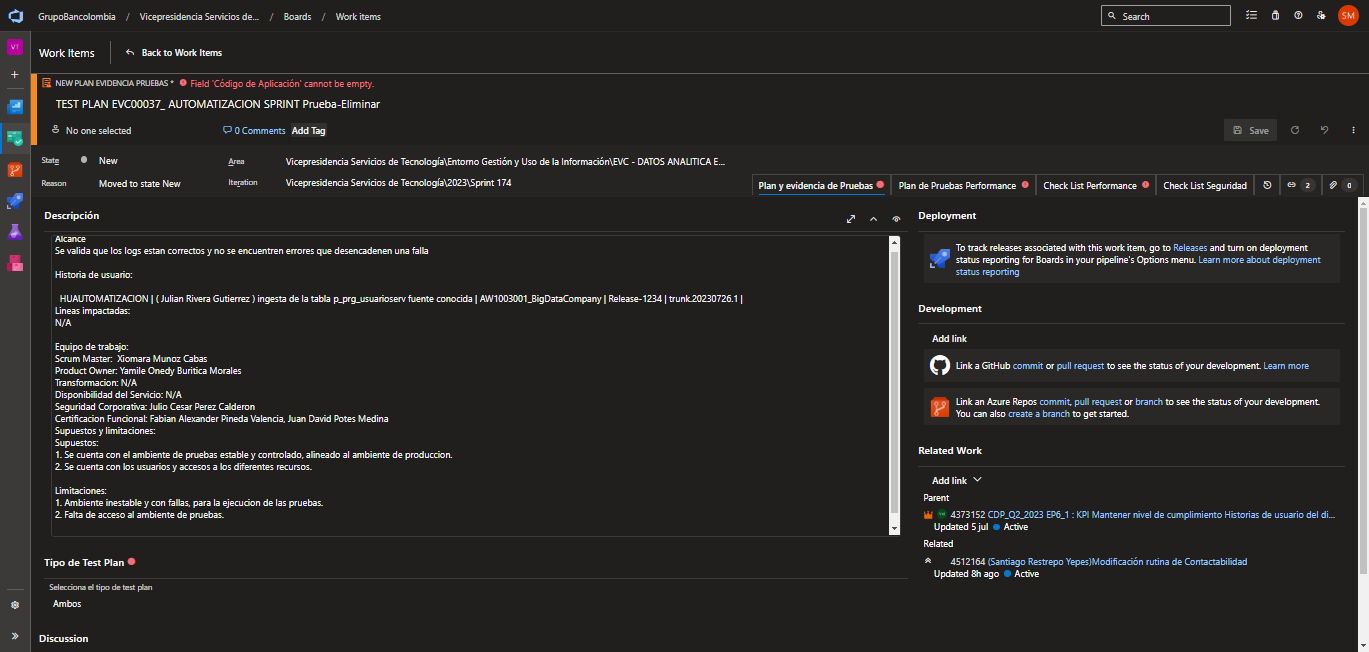 GrupoBancolombia / Vicepresidencia Servicios de... / Boards / Work items
Search
SM
VT
Work Items
Back to Work Items
NEW PLAN EVIDENCIA PRUEBAS * Field 'Código de Aplicación' cannot be empty.
TEST PLAN EVC00037_ AUTOMATIZACION SPRINT Prueba-Eliminar
No one selected
0 Comments
Add Tag
Save
State
New
Area
Vicepresidencia Servicios de Tecnología\Entorno Gestión y Uso de la Información\EVC - DATOS ANALITICA E...
Reason
Moved to state New
Iteration
Vicepresidencia Servicios de Tecnología\2023\Sprint 174
Plan y evidencia de Pruebas
Plan de Pruebas Performance
Check List Performance
Check List Seguridad
2
0
Descripción
Alcance
Se valida que los logs estan correctos y no se encuentren errores que desencadenen una falla
Historia de usuario:
HUAUTOMATIZACION | ( Julian Rivera Gutierrez ) ingesta de la tabla p_prg_usuarioserv fuente conocida | AW1003001_BigDataCompany | Release-1234 | trunk.20230726.1 |
Lineas impactadas:
N/A
Equipo de trabajo:
Scrum Master: Xiomara Munoz Cabas
Product Owner: Yamile Onedy Buritica Morales
Transformacion: N/A
Disponibilidad del Servicio: N/A
Seguridad Corporativa: Julio Cesar Perez Calderon
Certificacion Funcional: Fabian Alexander Pineda Valencia, Juan David Potes Medina
Supuestos y limitaciones:
Supuestos:
1. Se cuenta con el ambiente de pruebas estable y controlado, alineado al ambiente de produccion.
2. Se cuenta con los usuarios y accesos a los diferentes recursos.
Limitaciones:
1. Ambiente inestable y con fallas, para la ejecucion de las pruebas.
2. Falta de acceso al ambiente de pruebas.
Tipo de Test Plan
Selecciona el tipo de test plan
Ambos
Discussion
Deployment
To track releases associated with this work item, go to Releases and turn on deployment
status reporting for Boards in your pipeline's Options menu. Learn more about deployment
status reporting
Development
Add link
Link a GitHub commit or pull request to see the status of your development. Learn more
Link an Azure Repos commit, pull request or branch to see the status of your development.
You can also create a branch to get started.
Related Work
Add link
Parent
4373152 CDP_Q2_2023 EP6_1 : KPI Mantener nivel de cumplimiento Historias de usuario del di...
Updated 5 jul Active
Related
4512164 (Santiago Restrepo Yepes)Modificación rutina de Contactabilidad
Updated 8h ago Active